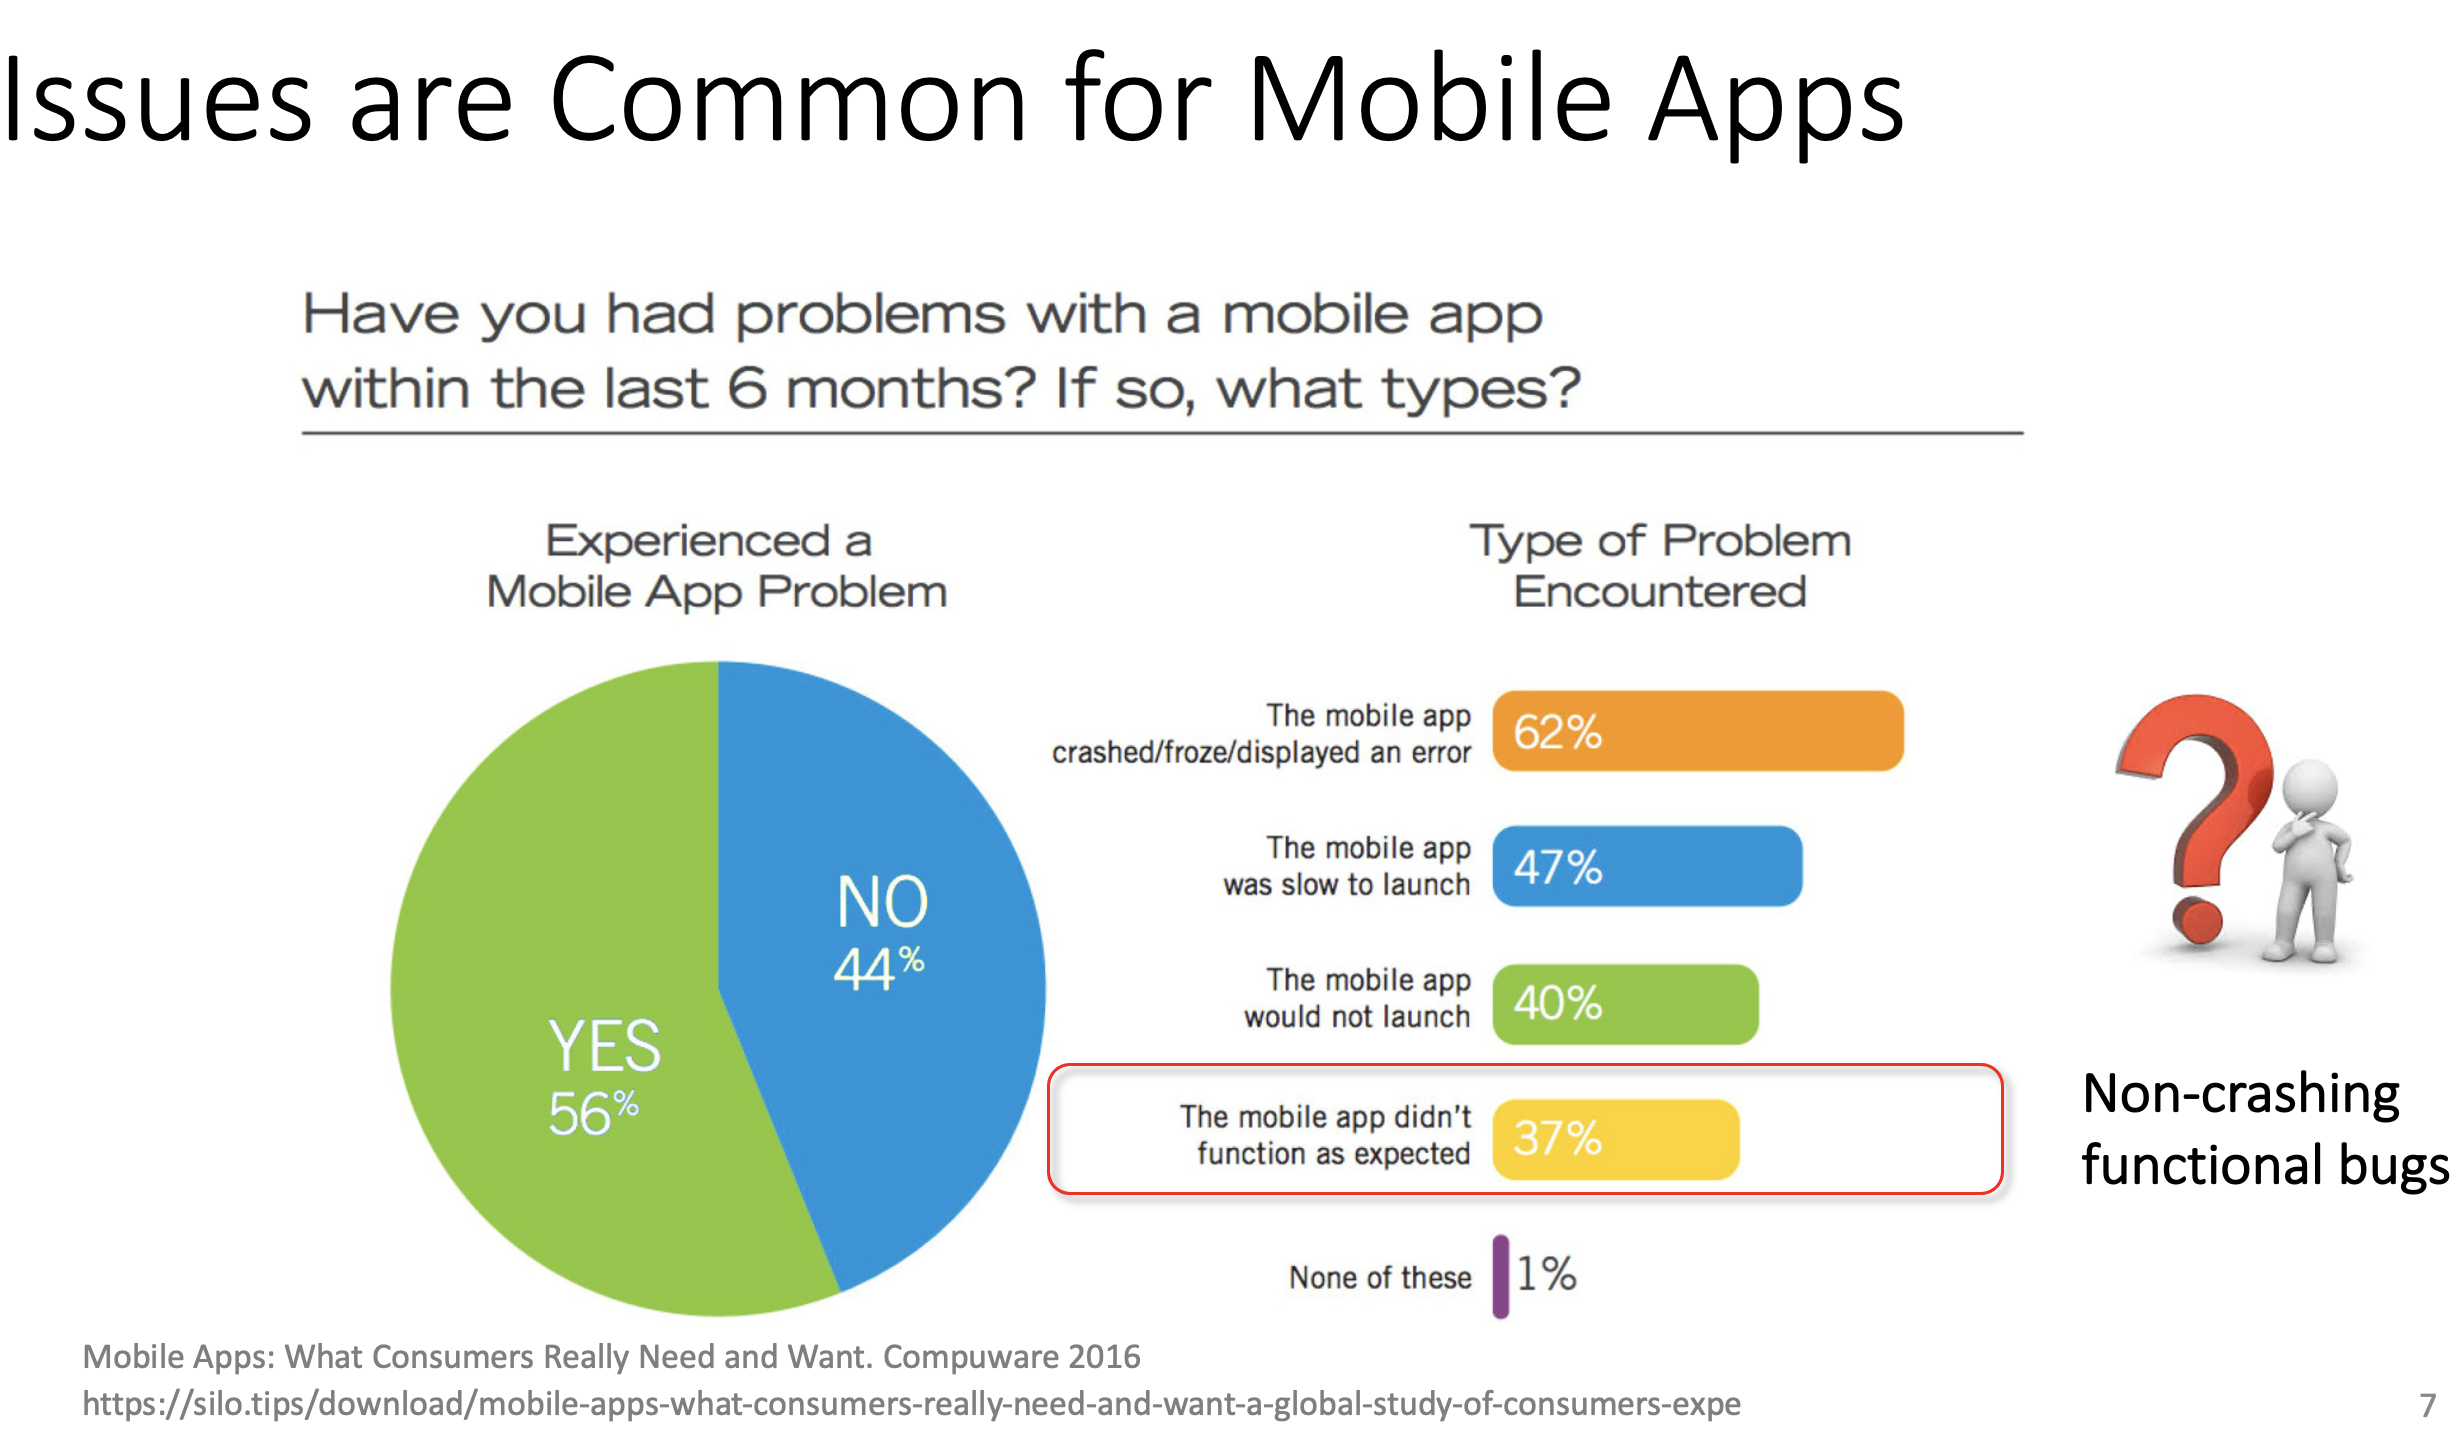 Issues are Common for Mobile Apps
Have you had problems with a mobile app
within the last 6 months? If so, what types?
Experienced a
Mobile App Problem
NO
44%
YES
56%
Type of Problem
Encountered
The mobile app
crashed/froze/displayed an error
62%
The mobile app
was slow to launch
47%
The mobile app
would not launch
40%
The mobile app didn't
function as expected
37%
None of these
1%
Non-crashing
functional bugs
Mobile Apps: What Consumers Really Need and Want. Compuware 2016
https://silo.tips/download/mobile-apps-what-consumers-really-need-and-want-a-global-study-of-consumers-expe
7